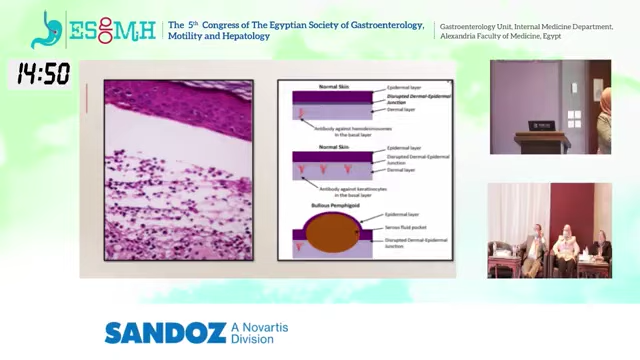 ESGMH
The 5th Congress of The Egyptian Society of Gastroenterology,
Motility and Hepatology
Gastroenterology Unit, Internal Medicine Department,
Alexandria Faculty of Medicine, Egypt
14:50
Normal Skin
Epidermal layer
Disrupted Dermal-Epidermal
Junction
Dermal layer
Antibody against hemidesmosomes in
the basal layer
Normal Skin
Epidermal layer
Disrupted Dermal-Epidermal
Junction
Dermal layer
Antibody against keratinocytes in
the basal layer
Bullous Pemphigoid
Epidermal layer
Serous fluid pocket
Disrupted Dermal-Epidermal
Junction
SANDOZ A Novartis
Division